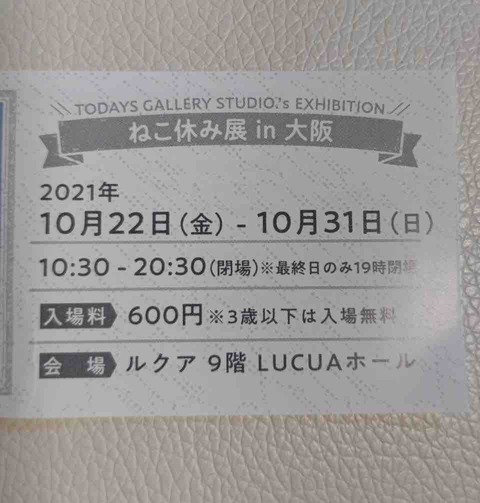 TODAYS GALLERY STUDIO.'s EXHIBITION
ねこ休み展 in 大阪
2021年
10月22日(金) - 10月31日(日)
10:30 - 20:30(閉場)※最終日のみ19時閉場
入場料 600円※3歳以下は入場無料
会場 ルクア 9階 LUCUAホール